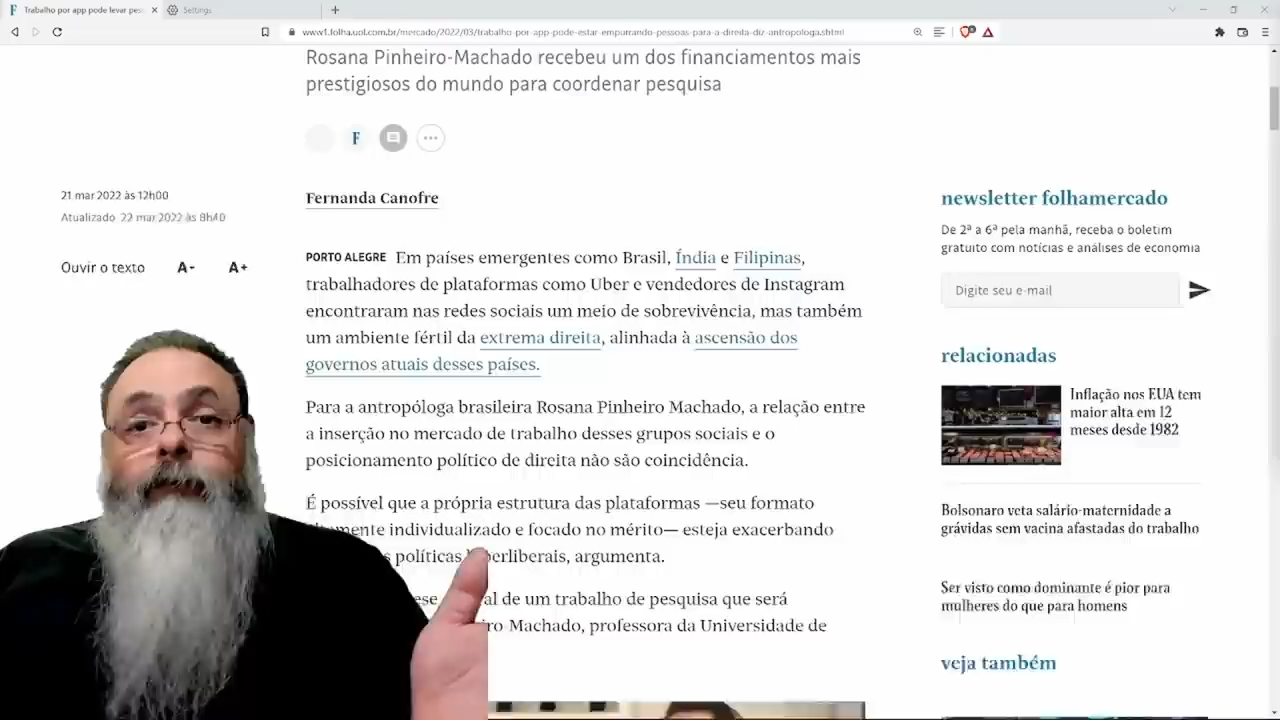 Trabalho por app pode levar pes
Settings
www1.folha.uol.com.br/mercado/2022/03/trabalho-por-app-pode-estar-empurrando-pessoas-para-a-direita-diz-antropologa.shtml
Rosana Pinheiro-Machado recebeu um dos financiamentos mais
prestigiosos do mundo para coordenar pesquisa
F
21 mar 2022 às 12h00
Atualizado 22 mar 2022 às 8h40
Ouvir o texto A- A+
Fernanda Canofre
PORTO ALEGRE Em países emergentes como Brasil, Índia e Filipinas,
trabalhadores de plataformas como Uber e vendedores de Instagram
encontraram nas redes sociais um meio de sobrevivência, mas também
um ambiente fértil da extrema direita, alinhada à ascensão dos
governos atuais desses países.
Para a antropóloga brasileira Rosana Pinheiro Machado, a relação entre
a inserção no mercado de trabalho desses grupos sociais e o
posicionamento político de direita não são coincidência.
É possível que a própria estrutura das plataformas —seu formato
individualizado e focado no mérito— esteja exacerbando
políticas argumenta.
de um trabalho de pesquisa que será
professora da Universidade de
newsletter folhamercado
De 2ª a 6ª pela manhã, receba o boletim
gratuito com notícias e análises de economia
Digite seu e-mail
relacionadas
Inflação nos EUA tem
maior alta em 12
meses desde 1982
Bolsonaro veta salário-maternidade a
grávidas sem vacina afastadas do trabalho
Ser visto como dominante é pior para
mulheres do que para homens
veja também